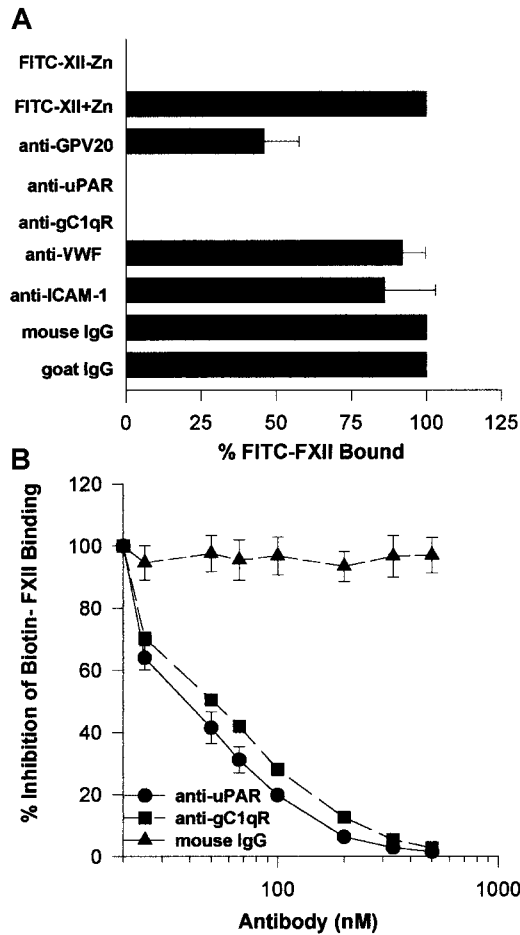 A
FITC-XII-Zn
FITC-XII+Zn
anti-GPV20
anti-uPAR
anti-gC1qR
anti-VWF
anti-ICAM-1
mouse IgG
goat IgG
0 25 50 75 100 125
% FITC-FXII Bound
B
% Inhibition of Biotin- FXII Binding
120
100
80
60
40
20
0
anti-uPAR
anti-gC1qR
mouse IgG
100 1000
Antibody (nM)